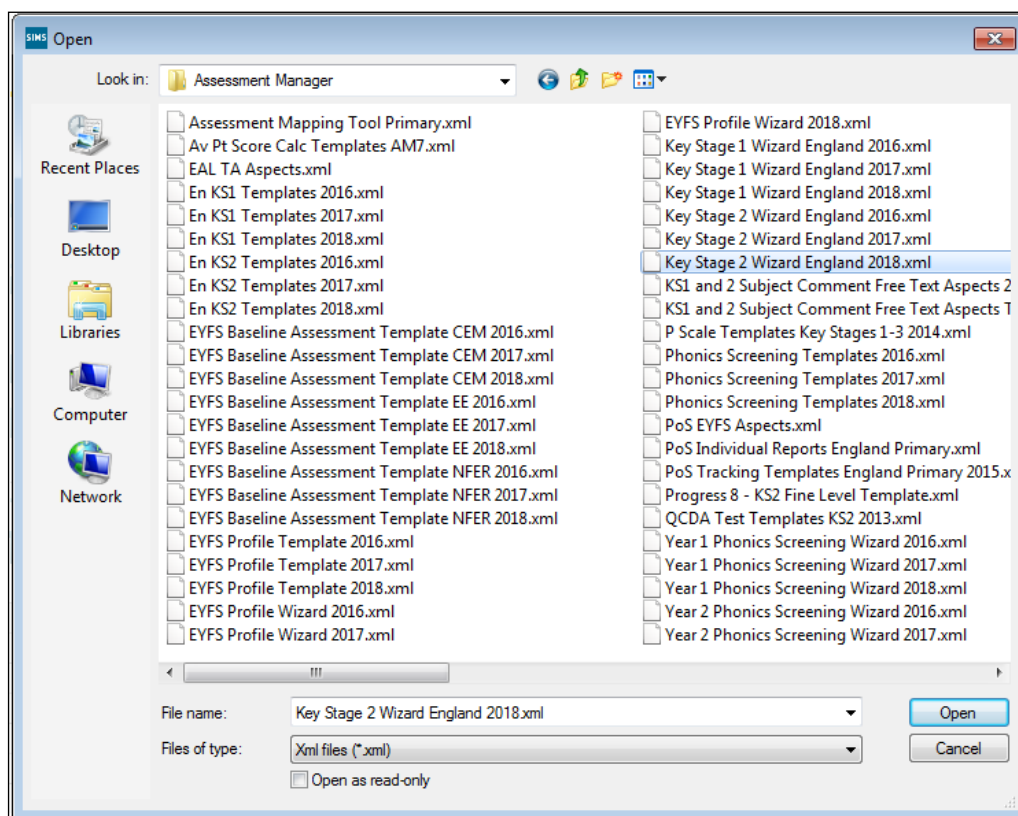 SIMS Open
Look in: Assessment Manager
Recent Places
Desktop
Libraries
Computer
Network
Assessment Mapping Tool Primary.xml
Av Pt Score Calc Templates AM7.xml
EAL TA Aspects.xml
En KS1 Templates 2016.xml
En KS1 Templates 2017.xml
En KS1 Templates 2018.xml
En KS2 Templates 2016.xml
En KS2 Templates 2017.xml
En KS2 Templates 2018.xml
EYFS Baseline Assessment Template CEM 2016.xml
EYFS Baseline Assessment Template CEM 2017.xml
EYFS Baseline Assessment Template CEM 2018.xml
EYFS Baseline Assessment Template EE 2016.xml
EYFS Baseline Assessment Template EE 2017.xml
EYFS Baseline Assessment Template EE 2018.xml
EYFS Baseline Assessment Template NFER 2016.xml
EYFS Baseline Assessment Template NFER 2017.xml
EYFS Baseline Assessment Template NFER 2018.xml
EYFS Profile Template 2016.xml
EYFS Profile Template 2017.xml
EYFS Profile Template 2018.xml
EYFS Profile Wizard 2016.xml
EYFS Profile Wizard 2017.xml
EYFS Profile Wizard 2018.xml
Key Stage 1 Wizard England 2016.xml
Key Stage 1 Wizard England 2017.xml
Key Stage 1 Wizard England 2018.xml
Key Stage 2 Wizard England 2016.xml
Key Stage 2 Wizard England 2017.xml
Key Stage 2 Wizard England 2018.xml
KS1 and 2 Subject Comment Free Text Aspects 2
KS1 and 2 Subject Comment Free Text Aspects T
P Scale Templates Key Stages 1-3 2014.xml
Phonics Screening Templates 2016.xml
Phonics Screening Templates 2017.xml
Phonics Screening Templates 2018.xml
PoS EYFS Aspects.xml
PoS Individual Reports England Primary.xml
PoS Tracking Templates England Primary 2015.x
Progress 8 - KS2 Fine Level Template.xml
QCDA Test Templates KS2 2013.xml
Year 1 Phonics Screening Wizard 2016.xml
Year 1 Phonics Screening Wizard 2017.xml
Year 1 Phonics Screening Wizard 2018.xml
Year 2 Phonics Screening Wizard 2016.xml
Year 2 Phonics Screening Wizard 2017.xml
File name: Key Stage 2 Wizard England 2018.xml Open
Files of type: Xml files (*.xml) Cancel
Open as read-only